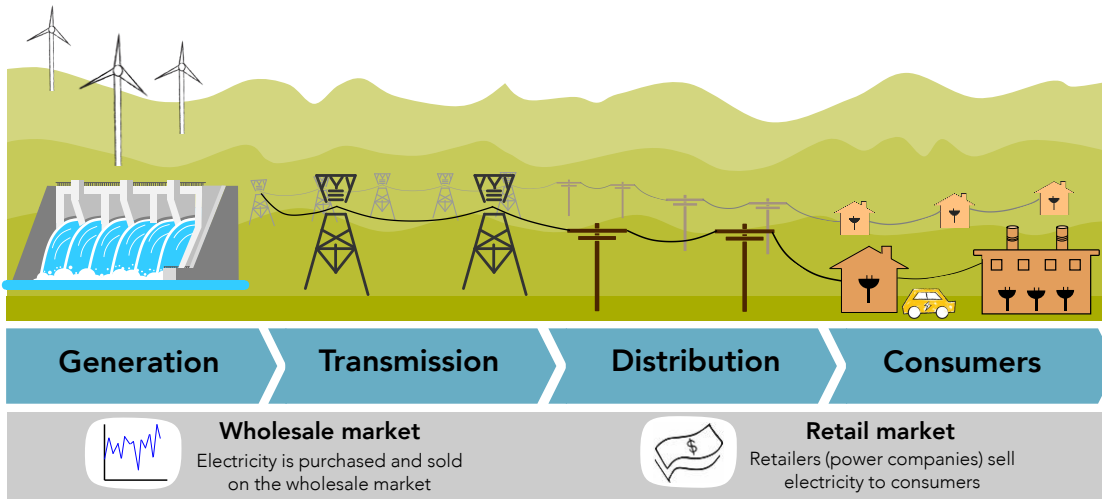 Generation
Transmission
Distribution
Consumers
Wholesale market
Electricity is purchased and sold
on the wholesale market
$
Retail market
Retailers (power companies) sell
electricity to consumers